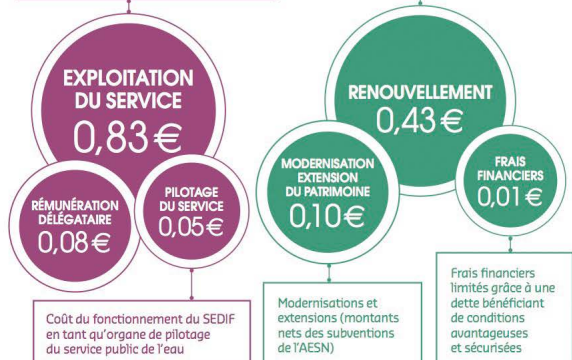 EXPLOITATION
DU SERVICE
0,83 €
RÉMUNÉRATION
DÉLÉGATAIRE
0,08 €
PILOTAGE
DU SERVICE
0,05 €
Coût du fonctionnement du SEDIF
en tant qu'organe de pilotage
du service public de l'eau
RENOUVELLEMENT
0,43 €
MODERNISATION
EXTENSION
DU PATRIMOINE
0,10 €
FRAIS
FINANCIERS
0,01 €
Modernisations et
extensions (montants
nets des subventions
de l'AESN)
Frais financiers
limités grâce à une
dette bénéficiant
de conditions
avantageuses
et sécurisées